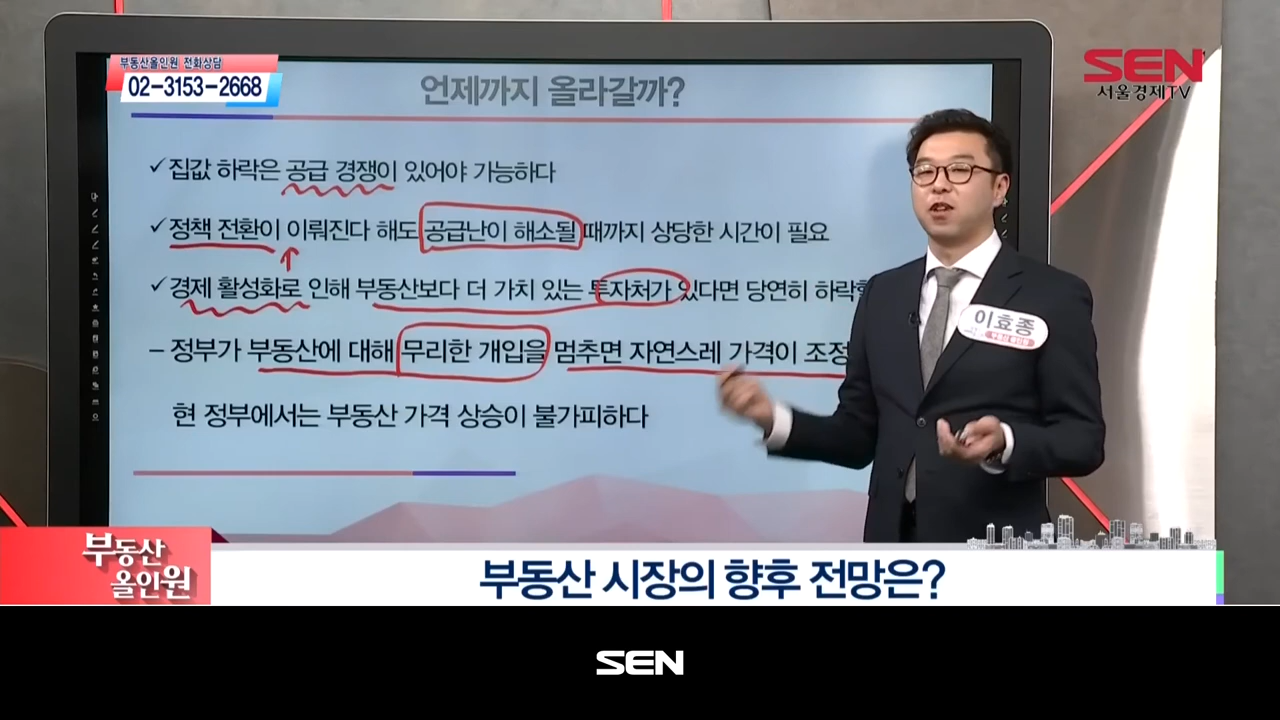 부동산올인원 전화상담
02-3153-2668
SEN
서울경제TV
언제까지 올라갈까?
✓집값 하락은 공급 경쟁이 있어야 가능하다
✓정책 전환이 이뤄진다 해도 공급난이 해소될 때까지 상당한 시간이 필요
✓경제 활성화로 인해 부동산보다 더 가치 있는 투자처가 있다면 당연히 하락할
- 정부가 부동산에 대해 무리한 개입을 멈추면 자연스레 가격이 조정
현 정부에서는 부동산 가격 상승이 불가피하다
이효종
부동산
올인원
부동산 시장의 향후 전망은?
SEN